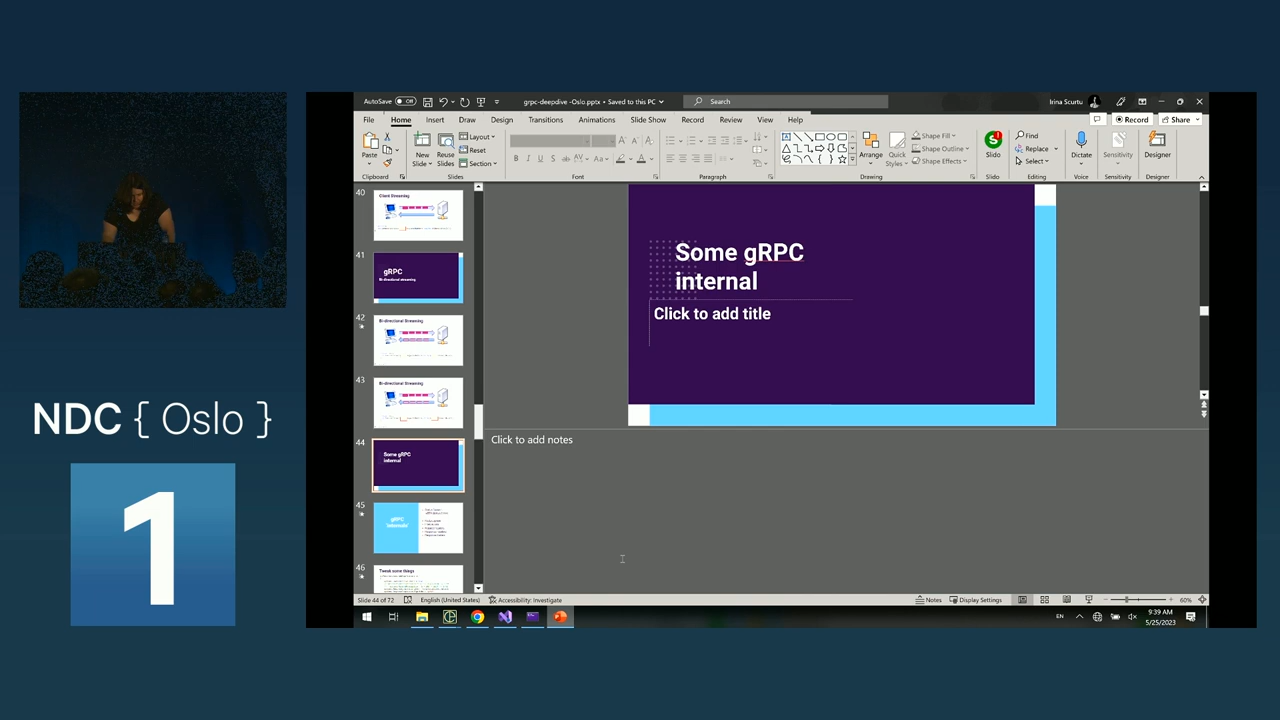 AutoSave
Off
grpc-deepdive -Oslo.pptx • Saved to this PC
Search
Irina Scurtu
File
Home
Insert
Draw
Design
Transitions
Animations
Slide Show
Record
Review
View
Help
Record
Share
Paste
New
Slide
Reuse
Slides
Layout
Reset
Section
Arrange
Quick
Styles
Shape Fill
Shape Outline
Shape Effects
Slido
Find
Replace
Select
Dictate
Sensitivity
Designer
Clipboard
Slides
Font
Paragraph
Drawing
Slido
Editing
Voice
Sensitivity
Designer
40
Client Streaming
41
gRPC
Bi-directional streaming
42
Bi-directional Streaming
43
Bi-directional Streaming
44
Some gRPC
internal
45
gRPC
'internals'
46
Tweak some things
Some gRPC
internal
Click to add title
Click to add notes
NDC { Oslo }
1
Slide 44 of 72
English (United States)
Accessibility: Investigate
Notes
Display Settings
60%
EN
9:39 AM
5/25/2023